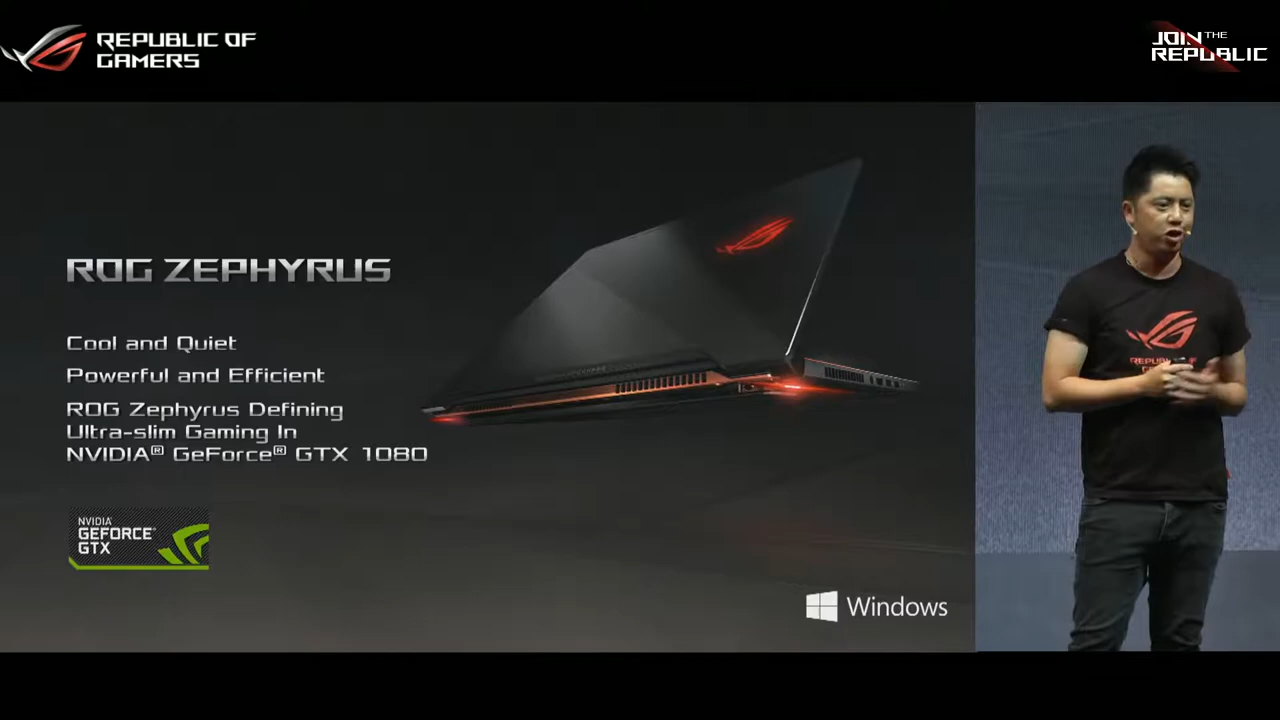 REPUBLIC OF
GAMERS
JOIN THE
REPUBLIC
ROG ZEPHYRUS
Cool and Quiet
Powerful and Efficient
ROG Zephyrus Defining
Ultra-slim Gaming In
NVIDIA® GeForce® GTX 1080
NVIDIA
GEFORCE®
GTX
Windows